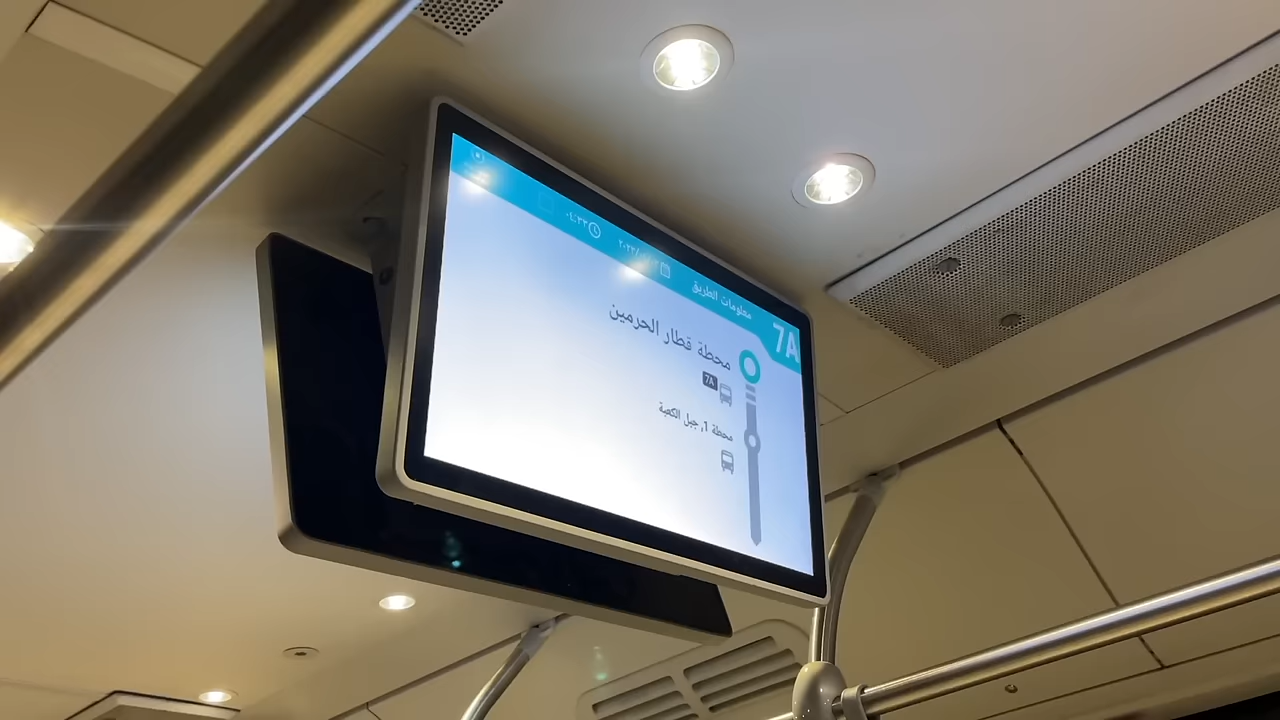 7A
معلومات الطريق
محطة قطار الحرمين
7A
محطة 1, جبل الكعبة